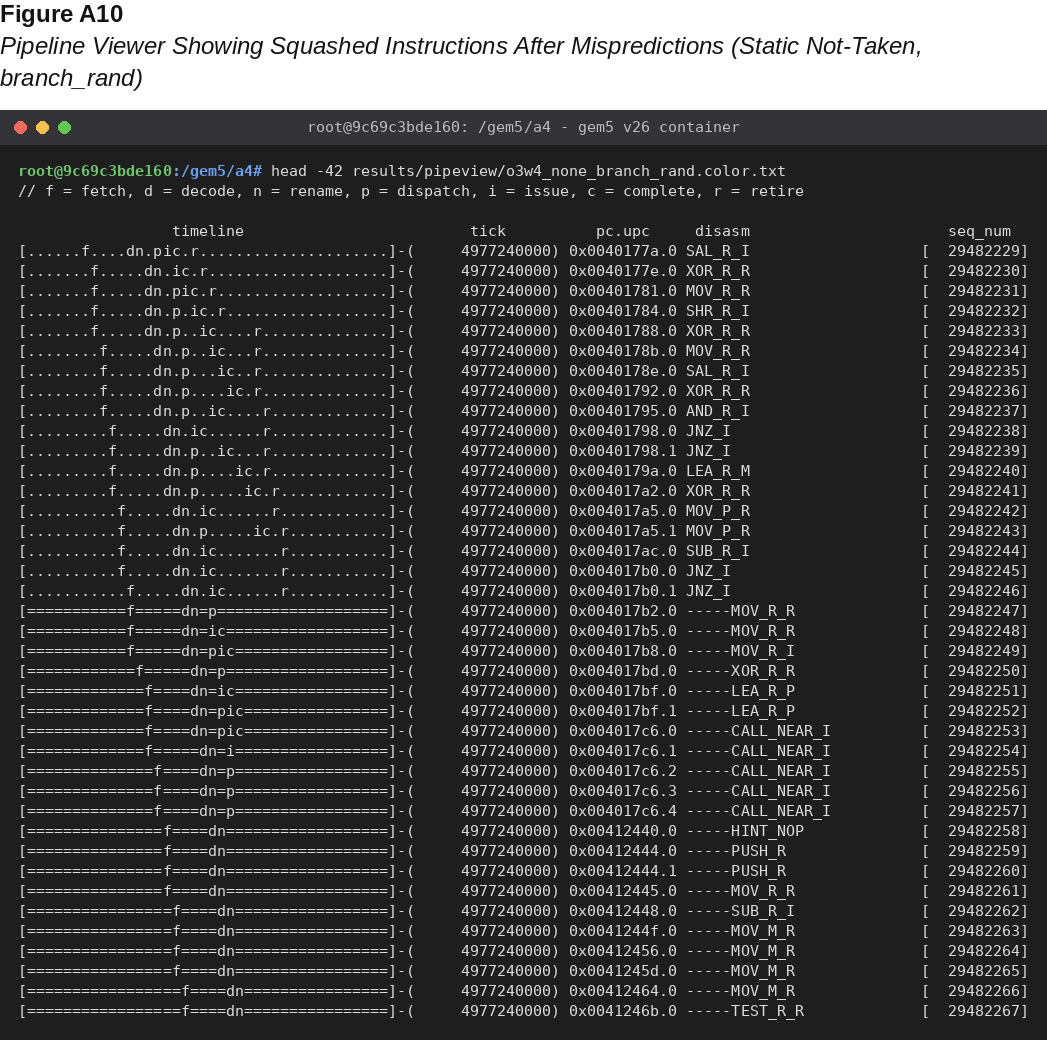 Figure A10
Pipeline Viewer Showing Squashed Instructions After Mispredictions (Static Not-Taken,
branch_rand)
root@9c69c3bde160: /gem5/a4 - gem5 v26 container
root@9c69c3bde160:/gem5/a4# head -42 results/pipeview/o3w4_none_branch_rand.color.txt
// f = fetch, d = decode, n = rename, p = dispatch, i = issue, c = complete, r = retire
                 timeline                         tick          pc.upc     disasm                      seq_num
[......f....dn.pic.r.....................]-(     4977240000) 0x0040177a.0 SAL_R_I                   [  29482229]
[.......f.....dn.ic.r....................]-(     4977240000) 0x0040177e.0 XOR_R_R                   [  29482230]
[.......f.....dn.pic.r...................]-(     4977240000) 0x00401781.0 MOV_R_R                   [  29482231]
[.......f.....dn.p.ic.r..................]-(     4977240000) 0x00401784.0 SHR_R_I                   [  29482232]
[.......f.....dn.p..ic....r..............]-(     4977240000) 0x00401788.0 XOR_R_R                   [  29482233]
[........f.....dn.p..ic...r..............]-(     4977240000) 0x0040178b.0 MOV_R_R                   [  29482234]
[........f.....dn.p...ic..r..............]-(     4977240000) 0x0040178e.0 SAL_R_I                   [  29482235]
[........f.....dn.p....ic.r..............]-(     4977240000) 0x00401792.0 XOR_R_R                   [  29482236]
[........f.....dn.p..ic....r.............]-(     4977240000) 0x00401795.0 AND_R_I                   [  29482237]
[.........f.....dn.ic......r.............]-(     4977240000) 0x00401798.0 JNZ_I                     [  29482238]
[.........f.....dn.p..ic...r.............]-(     4977240000) 0x00401798.1 JNZ_I                     [  29482239]
[.........f.....dn.p....ic.r.............]-(     4977240000) 0x0040179a.0 LEA_R_M                   [  29482240]
[.........f.....dn.p.....ic.r............]-(     4977240000) 0x004017a2.0 XOR_R_R                   [  29482241]
[..........f.....dn.ic......r............]-(     4977240000) 0x004017a5.0 MOV_P_R                   [  29482242]
[..........f.....dn.p.....ic.r...........]-(     4977240000) 0x004017a5.1 MOV_P_R                   [  29482243]
[..........f.....dn.ic.......r...........]-(     4977240000) 0x004017ac.0 SUB_R_I                   [  29482244]
[..........f.....dn.ic.......r...........]-(     4977240000) 0x004017b0.0 JNZ_I                     [  29482245]
[...........f.....dn.ic......r...........]-(     4977240000) 0x004017b0.1 JNZ_I                     [  29482246]
[===========f=====dn=p===================]-(     4977240000) 0x004017b2.0 -----MOV_R_R              [  29482247]
[===========f=====dn=ic==================]-(     4977240000) 0x004017b5.0 -----MOV_R_R              [  29482248]
[===========f=====dn=pic=================]-(     4977240000) 0x004017b8.0 -----MOV_R_I              [  29482249]
[============f=====dn=p==================]-(     4977240000) 0x004017bd.0 -----XOR_R_R              [  29482250]
[=============f====dn=ic=================]-(     4977240000) 0x004017bf.0 -----LEA_R_P              [  29482251]
[=============f====dn=pic================]-(     4977240000) 0x004017bf.1 -----LEA_R_P              [  29482252]
[=============f====dn=pic================]-(     4977240000) 0x004017c6.0 -----CALL_NEAR_I          [  29482253]
[=============f=====dn=i=================]-(     4977240000) 0x004017c6.1 -----CALL_NEAR_I          [  29482254]
[==============f====dn=p=================]-(     4977240000) 0x004017c6.2 -----CALL_NEAR_I          [  29482255]
[==============f====dn=p=================]-(     4977240000) 0x004017c6.3 -----CALL_NEAR_I          [  29482256]
[==============f====dn=p=================]-(     4977240000) 0x004017c6.4 -----CALL_NEAR_I          [  29482257]
[===============f====dn==================]-(     4977240000) 0x00412440.0 -----HINT_NOP             [  29482258]
[===============f====dn==================]-(     4977240000) 0x00412444.0 -----PUSH_R               [  29482259]
[===============f====dn==================]-(     4977240000) 0x00412444.1 -----PUSH_R               [  29482260]
[===============f====dn==================]-(     4977240000) 0x00412445.0 -----MOV_R_R              [  29482261]
[================f====dn=================]-(     4977240000) 0x00412448.0 -----SUB_R_I              [  29482262]
[================f====dn=================]-(     4977240000) 0x0041244f.0 -----MOV_M_R              [  29482263]
[================f====dn=================]-(     4977240000) 0x00412456.0 -----MOV_M_R              [  29482264]
[================f====dn=================]-(     4977240000) 0x0041245d.0 -----MOV_M_R              [  29482265]
[=================f====dn================]-(     4977240000) 0x00412464.0 -----MOV_M_R              [  29482266]
[=================f====dn================]-(     4977240000) 0x0041246b.0 -----TEST_R_R             [  29482267]